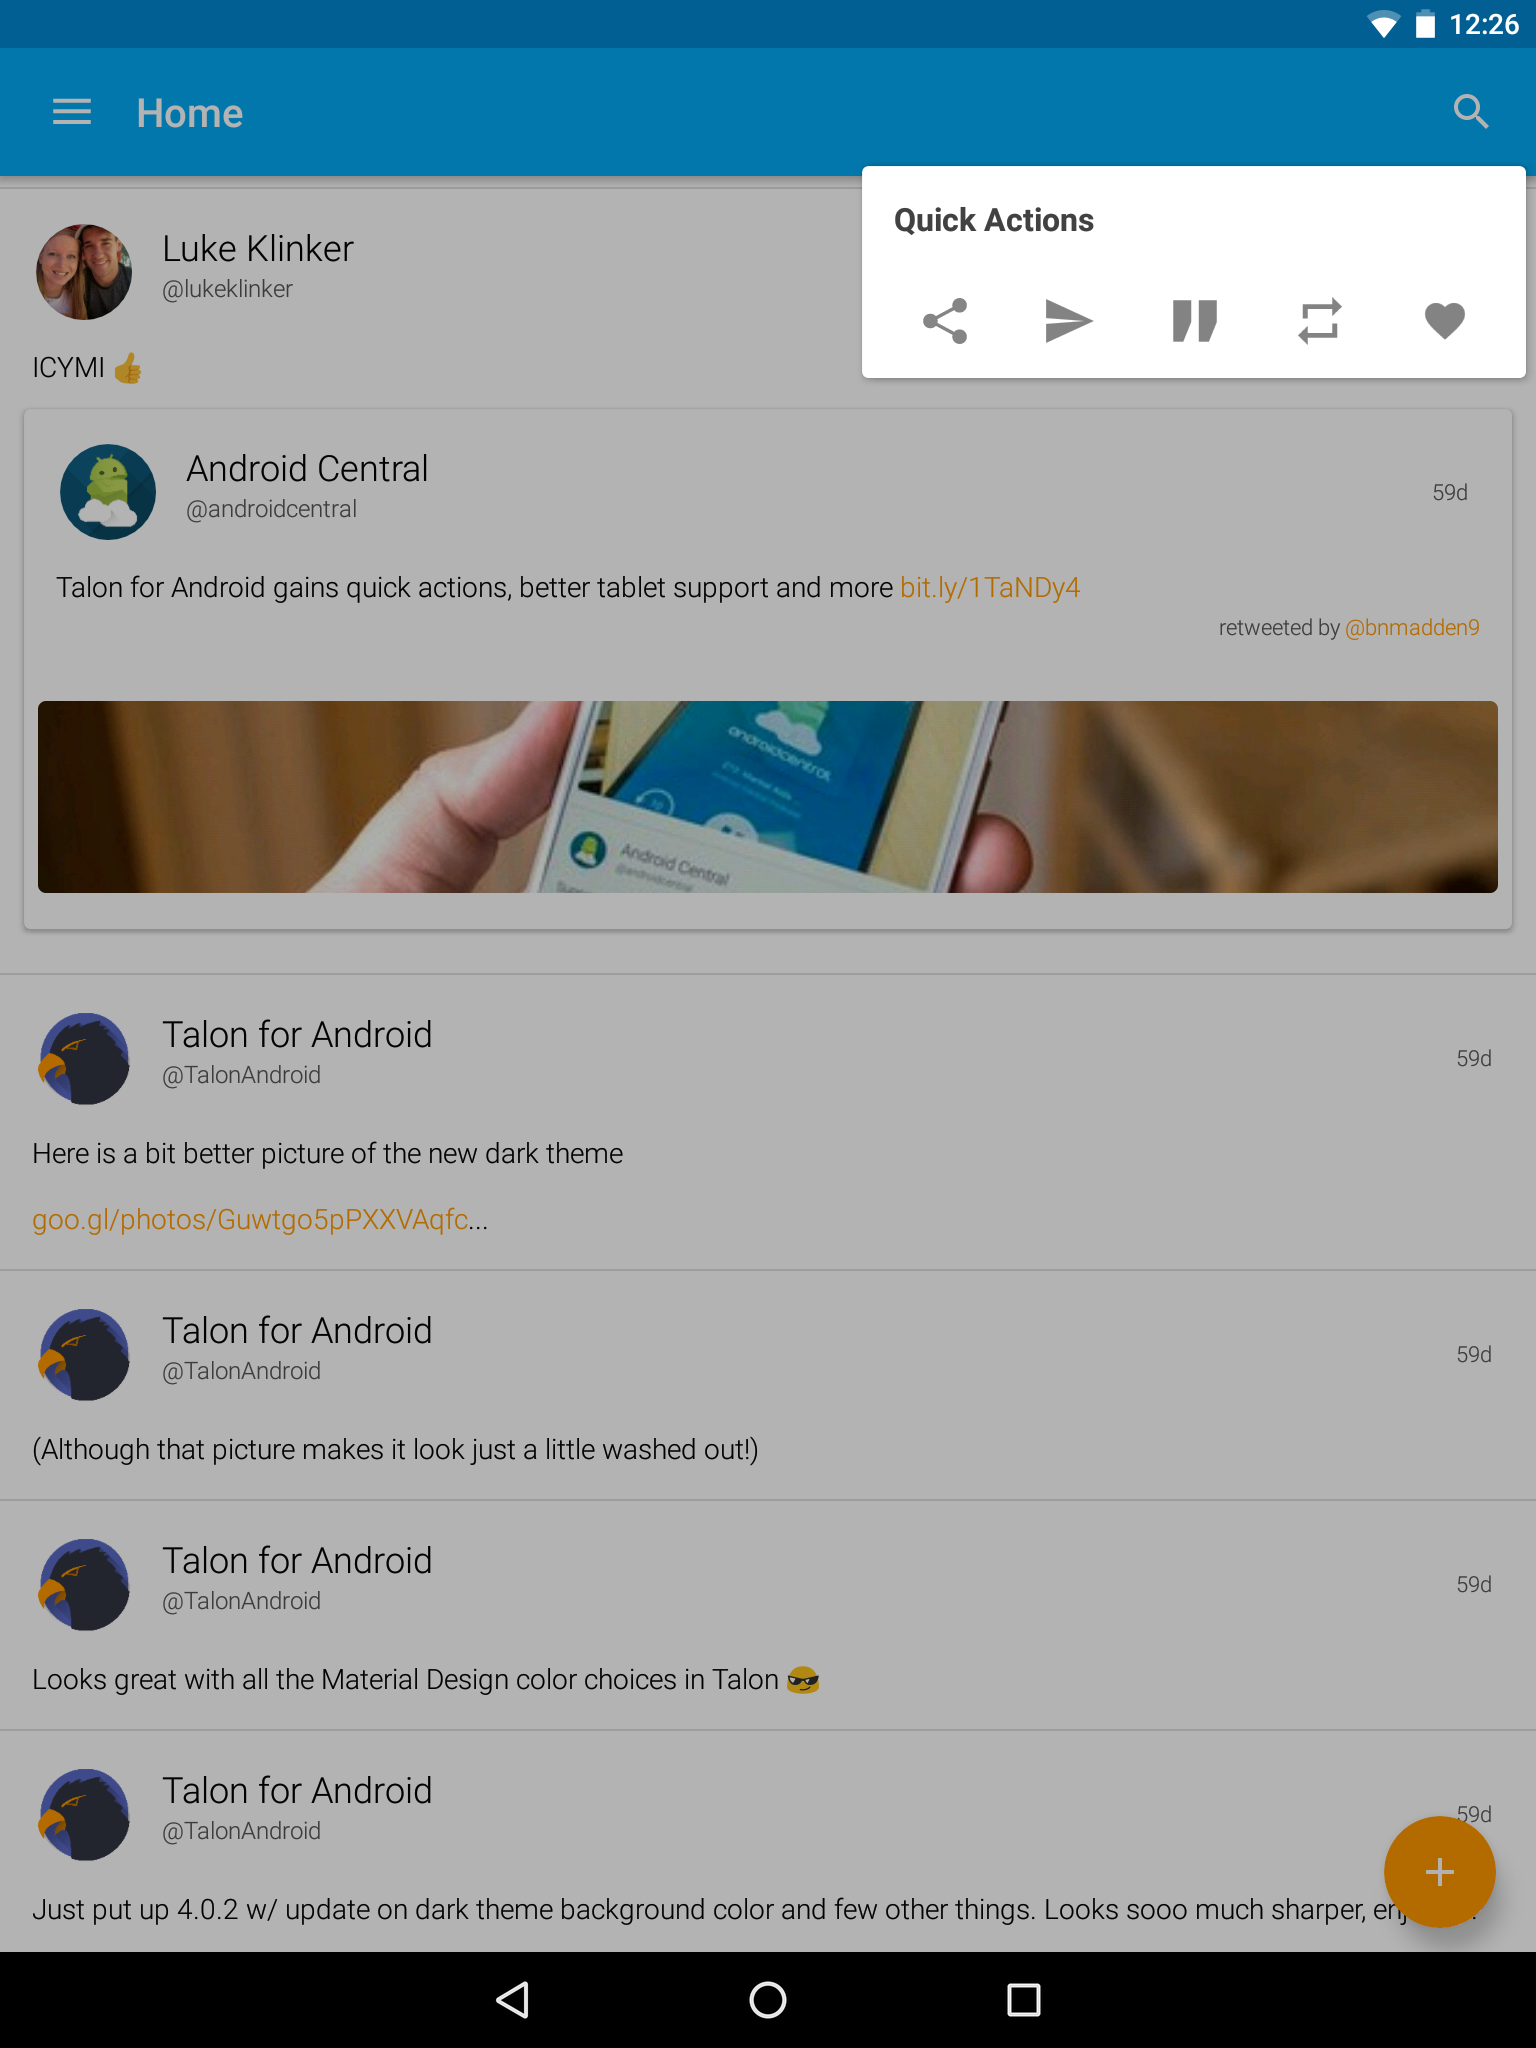 12:26
Home
Quick Actions
Luke Klinker
@lukeklinker
ICYMI 👍
Android Central
@androidcentral
59d
Talon for Android gains quick actions, better tablet support and more bit.ly/1TaNDy4
retweeted by @bnmadden9
androidcentral
Android Central
@androidcentral
Talon for Android
@TalonAndroid
59d
Here is a bit better picture of the new dark theme
goo.gl/photos/Guwtgo5pPXXVAqfc...
Talon for Android
@TalonAndroid
59d
(Although that picture makes it look just a little washed out!)
Talon for Android
@TalonAndroid
59d
Looks great with all the Material Design color choices in Talon 😎
Talon for Android
@TalonAndroid
59d
Just put up 4.0.2 w/ update on dark theme background color and few other things. Looks sooo much sharper,